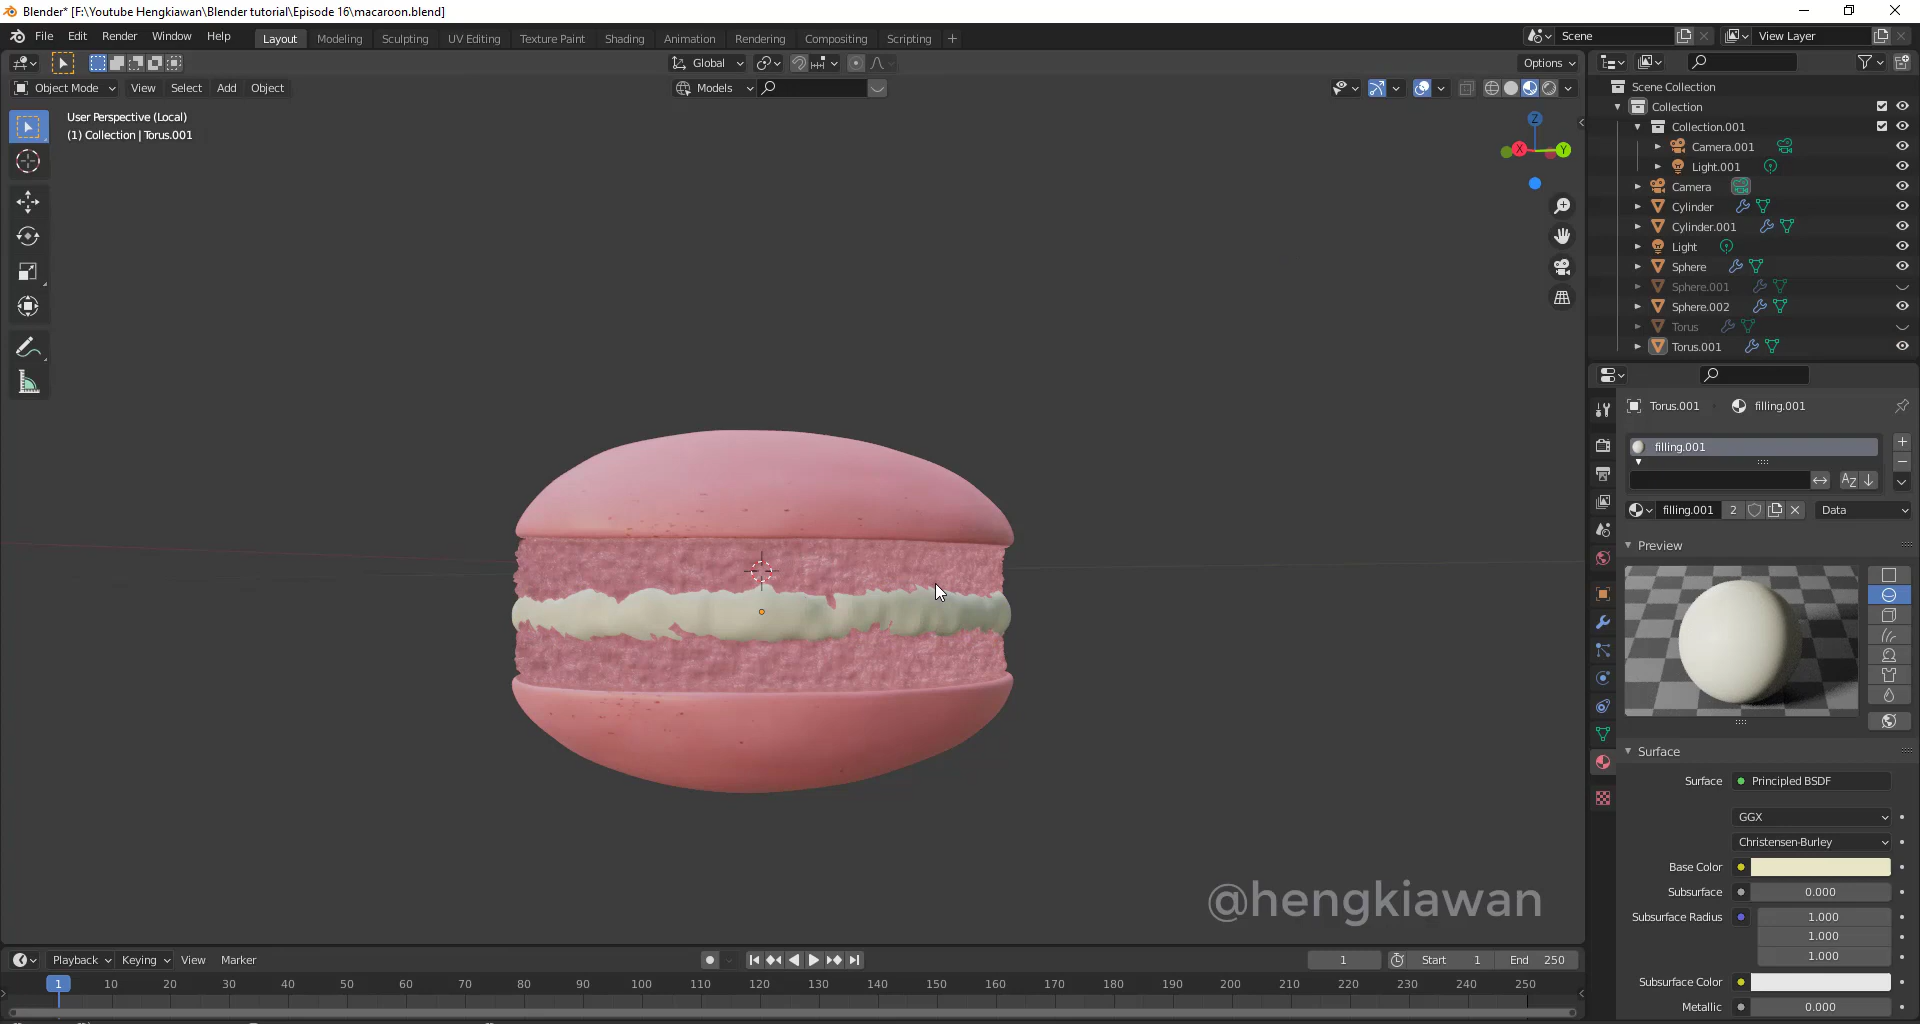 Blender* [F:\Youtube Hengkiawan\Blender tutorial\Episode 16\macaroon.blend]
File Edit Render Window Help Layout Modeling Sculpting UV Editing Texture Paint Shading Animation Rendering Compositing Scripting + Scene View Layer
Global Options
Object Mode View Select Add Object Models
User Perspective (Local)
(1) Collection | Torus.001
Z
X
Y
Scene Collection
Collection
Collection.001
Camera.001
Light.001
Camera
Cylinder
Cylinder.001
Light
Sphere
Sphere.001
Sphere.002
Torus
Torus.001
Torus.001 filling.001
filling.001
AZ
filling.001 2 Data
Preview
Surface
Surface Principled BSDF
GGX
Christensen-Burley
Base Color
Subsurface 0.000
Subsurface Radius 1.000
1.000
1.000
Subsurface Color
Metallic 0.000
@hengkiawan
Playback Keying View Marker 1 Start 1 End 250
1 10 20 30 40 50 60 70 80 90 100 110 120 130 140 150 160 170 180 190 200 210 220 230 240 250